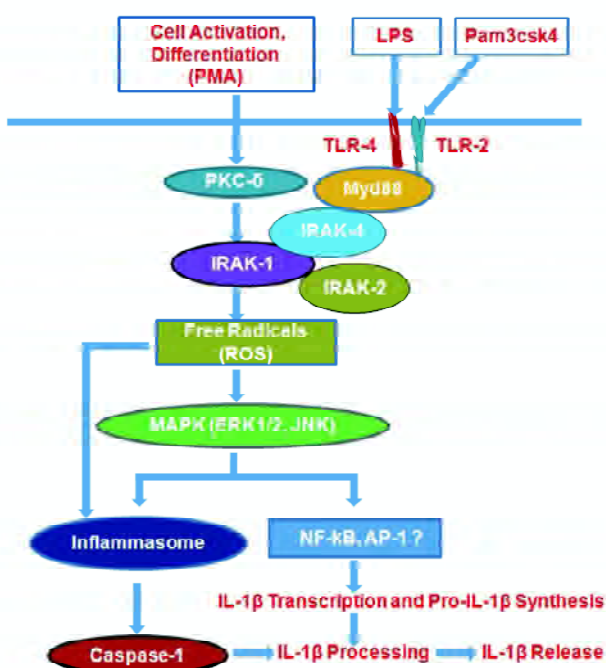 Cell Activation,
Differentiation
(PMA)
LPS
Pam3csk4
TLR-4
TLR-2
PKC-δ
Myd88
IRAK-4
IRAK-1
IRAK-2
Free Radicals
(ROS)
MAPK (ERK1/2. JNK)
Inflammasome
NF-kB, AP-1 ?
IL-1β Transcription and Pro-IL-1β Synthesis
Caspase-1
IL-1β Processing
IL-1β Release